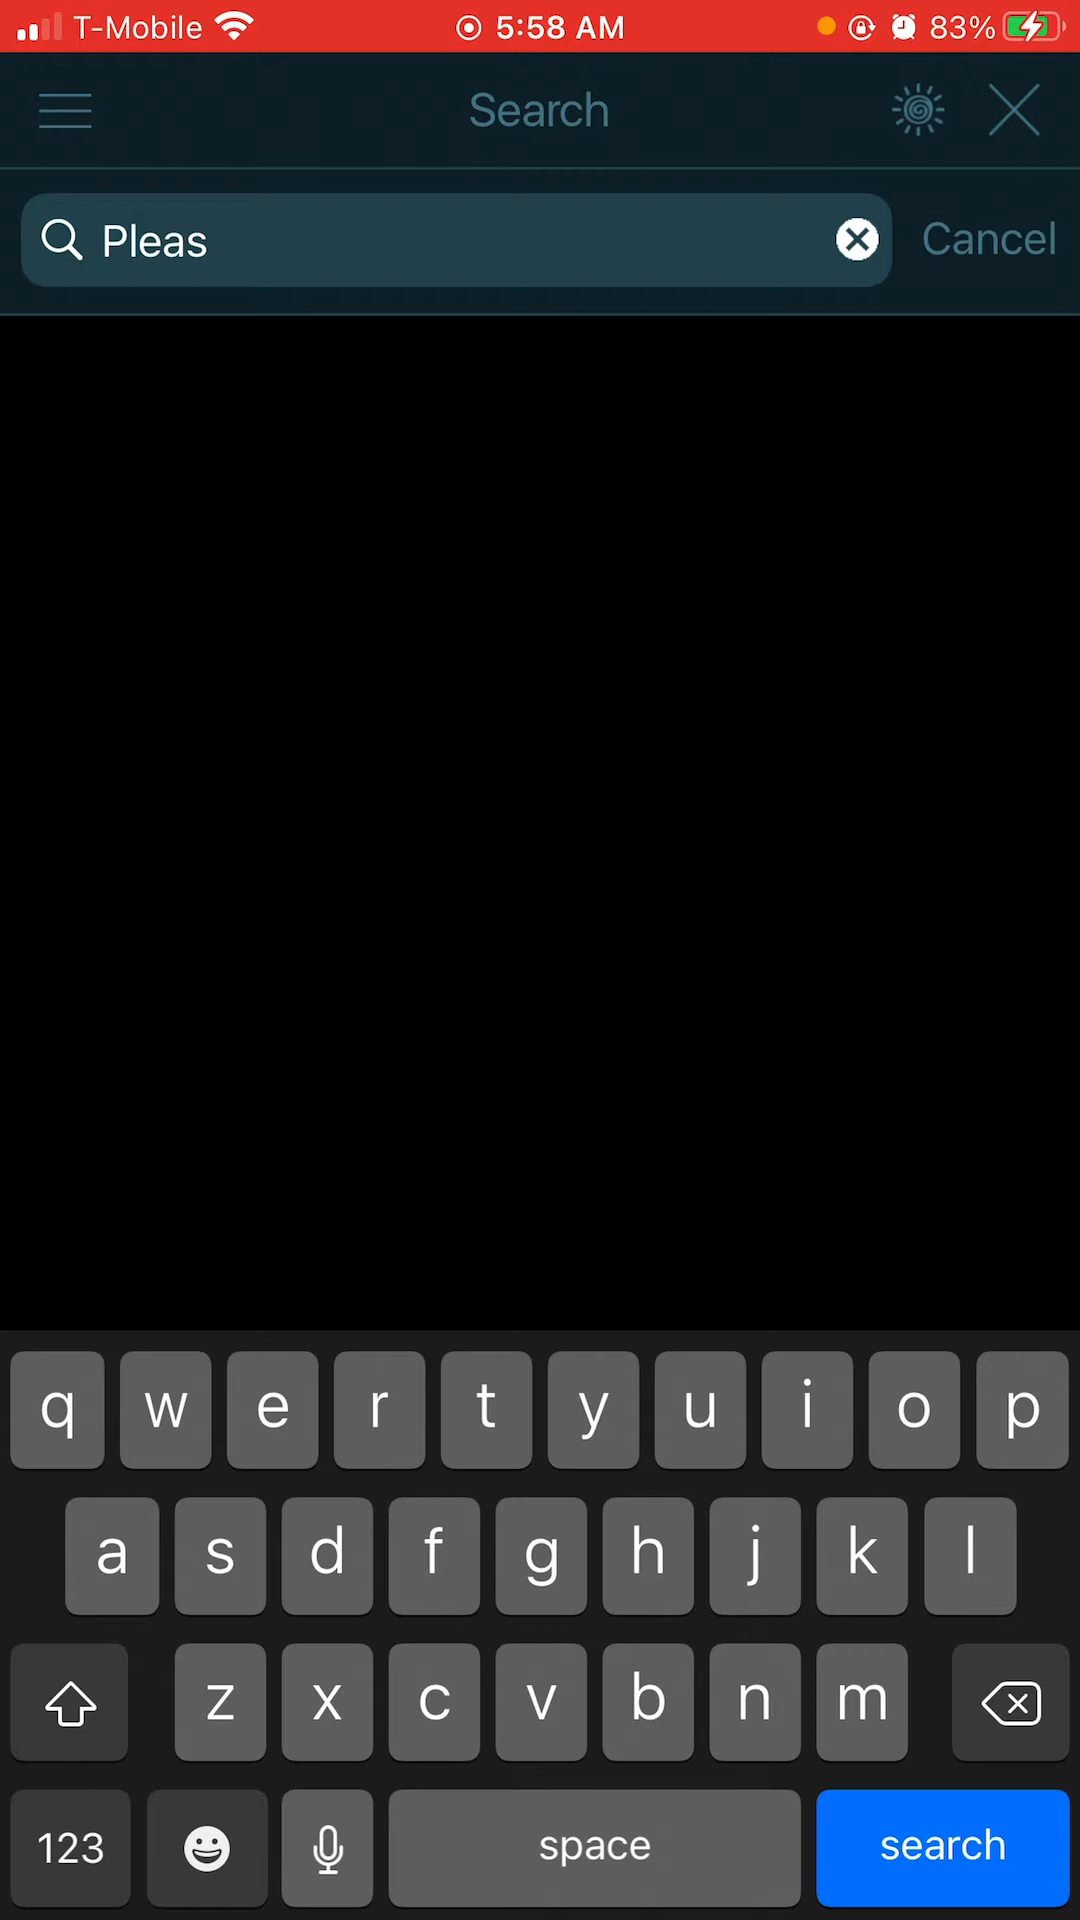 T-Mobile 5:58 AM 83%
Search
Pleas Cancel
q w e r t y u i o p
a s d f g h j k l
z x c v b n m
123 space search